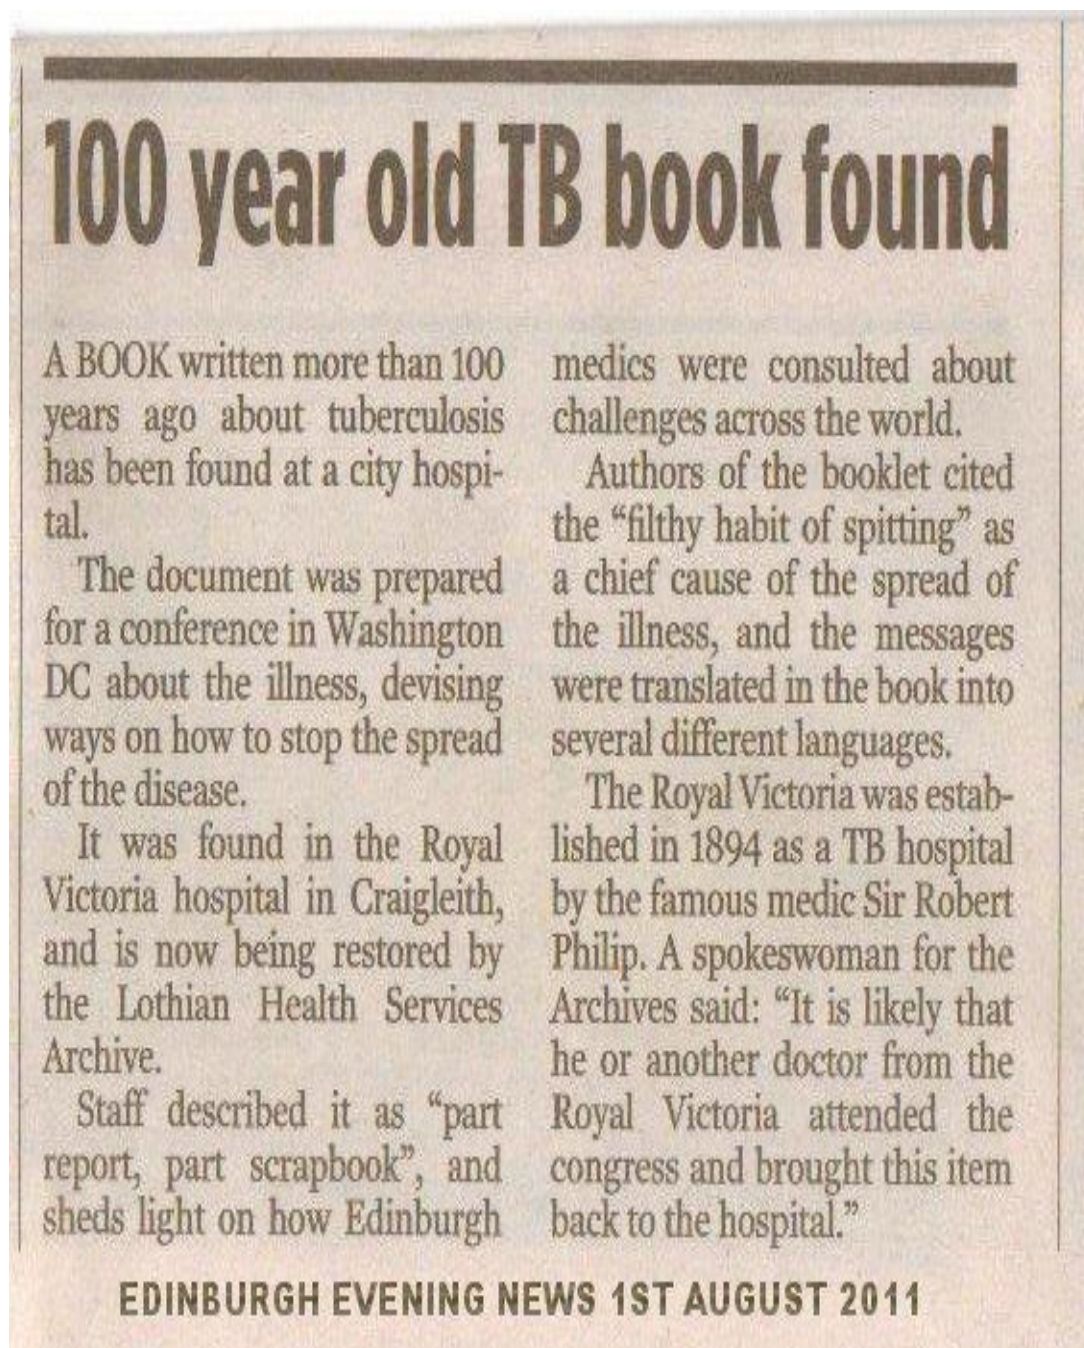 100 year old TB book found
A BOOK written more than 100
years ago about tuberculosis
has been found at a city hospi-
tal.
The document was prepared
for a conference in Washington
DC about the illness, devising
ways on how to stop the spread
of the disease.
It was found in the Royal
Victoria hospital in Craigleith,
and is now being restored by
the Lothian Health Services
Archive.
Staff described it as “part
report, part scrapbook”, and
sheds light on how Edinburgh
medics were consulted about
challenges across the world.
Authors of the booklet cited
the “filthy habit of spitting” as
a chief cause of the spread of
the illness, and the messages
were translated in the book into
several different languages.
The Royal Victoria was estab-
lished in 1894 as a TB hospital
by the famous medic Sir Robert
Philip. A spokeswoman for the
Archives said: “It is likely that
he or another doctor from the
Royal Victoria attended the
congress and brought this item
back to the hospital.”
EDINBURGH EVENING NEWS 1ST AUGUST 2011